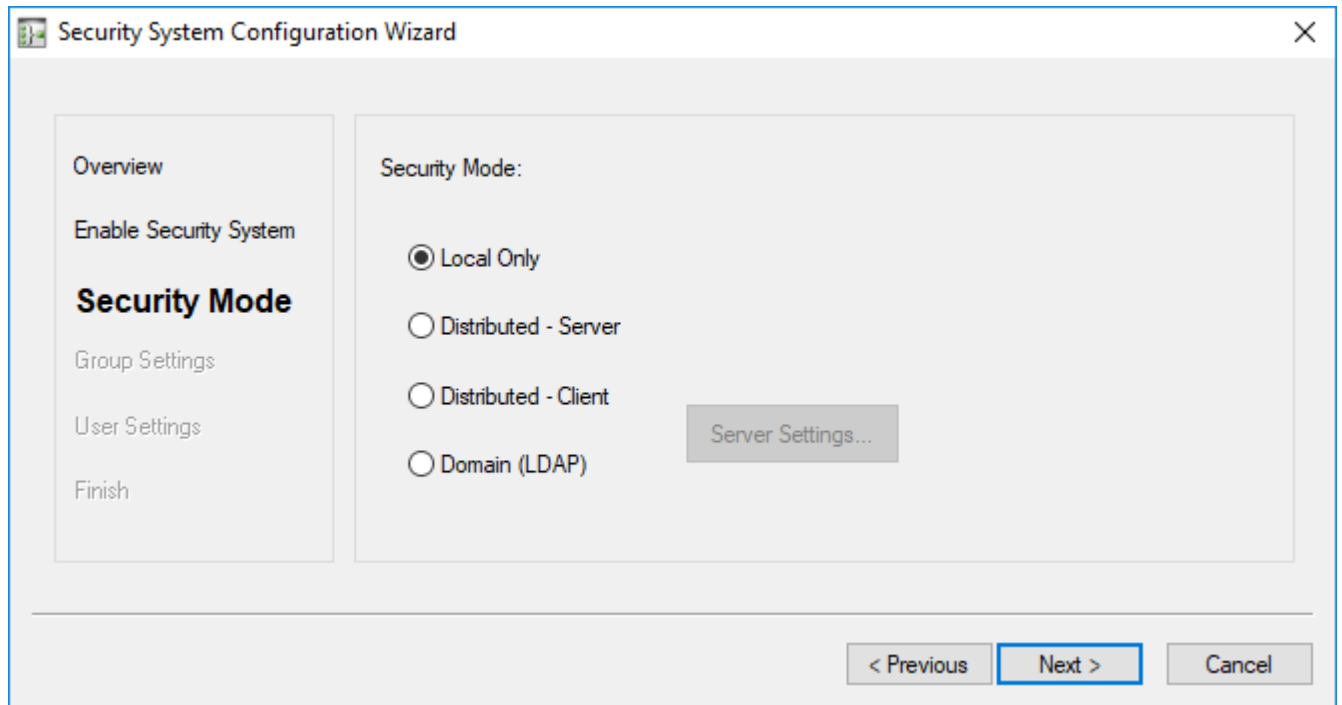 Security System Configuration Wizard
Overview
Enable Security System
Security Mode
Group Settings
User Settings
Finish
Security Mode:
Local Only
Distributed - Server
Distributed - Client
Domain (LDAP)
Server Settings...
< Previous
Next >
Cancel